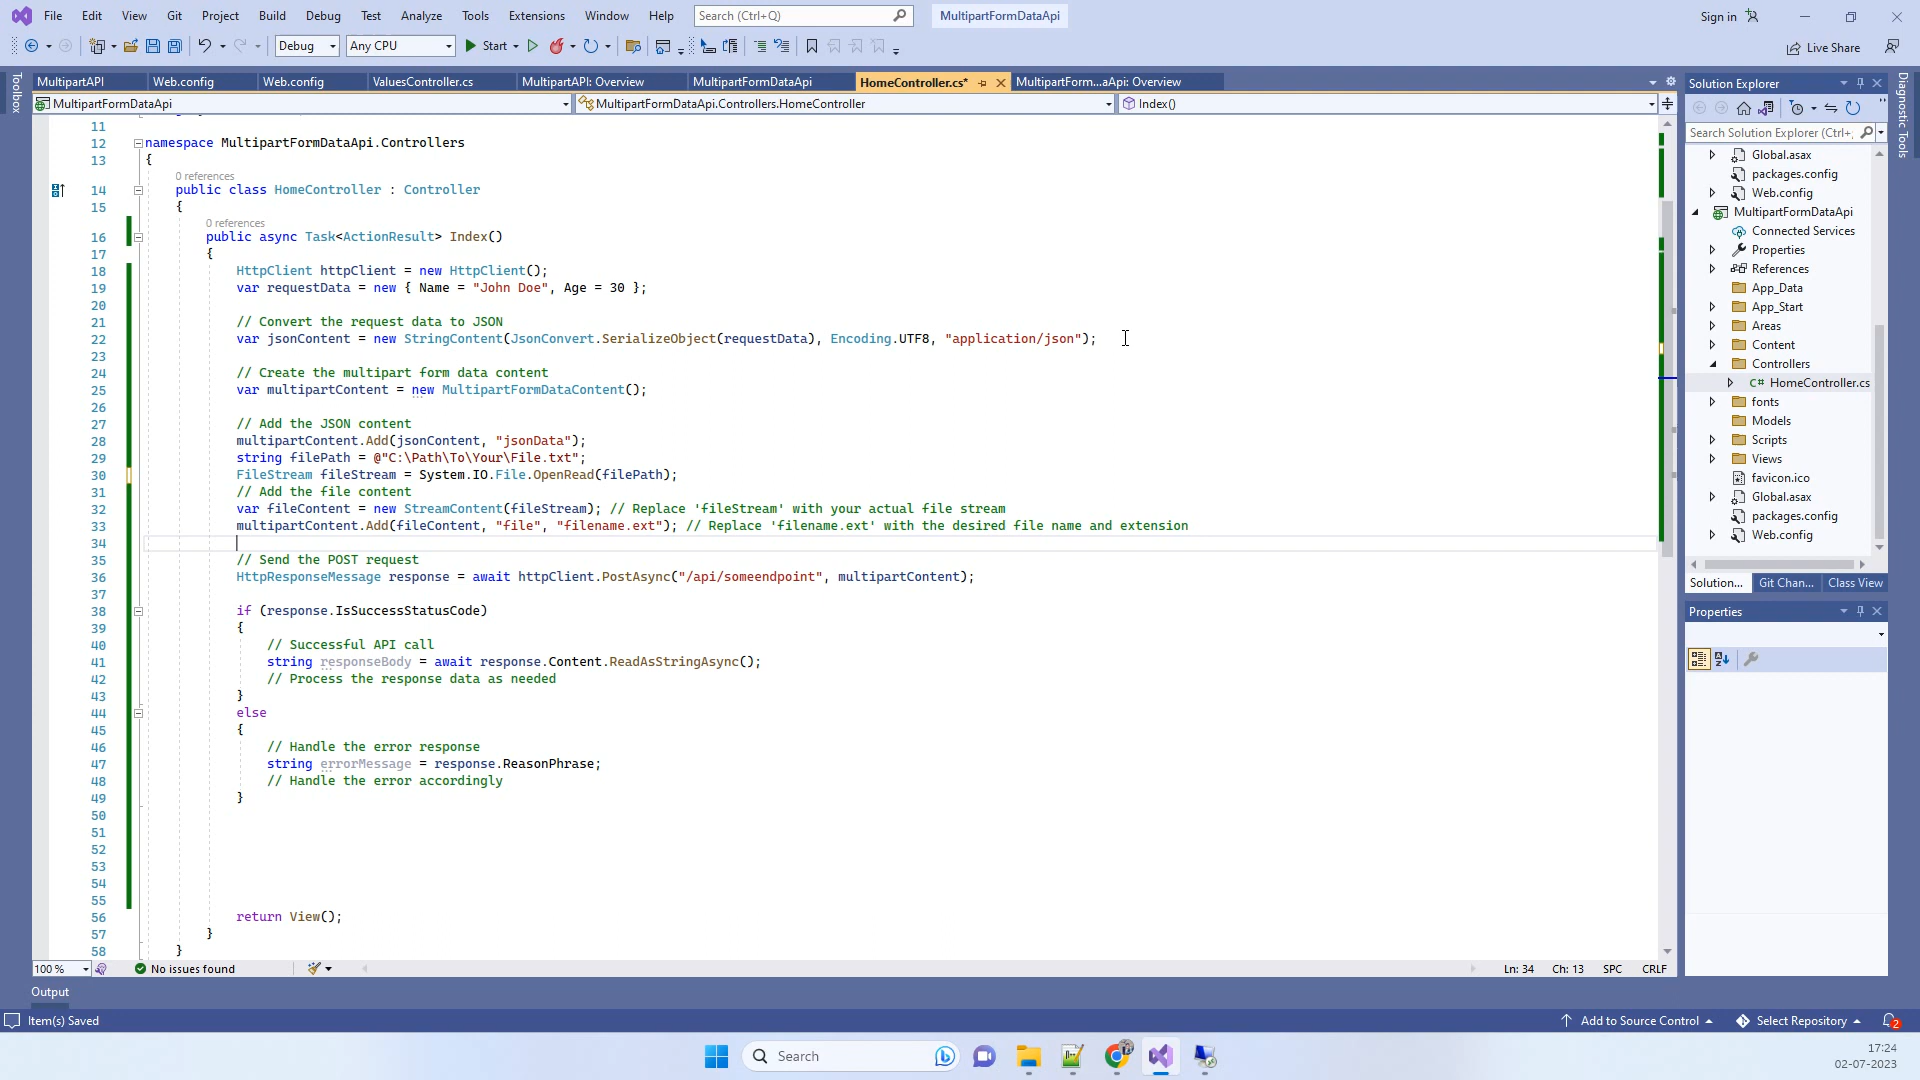 File Edit View Git Project Build Debug Test Analyze Tools Extensions Window Help Search (Ctrl+Q) MultipartFormDataApi Sign in
Debug Any CPU Start Live Share
Toolbox MultipartAPI Web.config Web.config ValuesController.cs MultipartAPI: Overview MultipartFormDataApi HomeController.cs* MultipartForm...aApi: Overview
MultipartFormDataApi MultipartFormDataApi.Controllers.HomeController Index()
11
12 namespace MultipartFormDataApi.Controllers
13 {
0 references
14 public class HomeController : Controller
15 {
0 references
16 public async Task<ActionResult> Index()
17 {
18 HttpClient httpClient = new HttpClient();
19 var requestData = new { Name = "John Doe", Age = 30 };
20
21 // Convert the request data to JSON
22 var jsonContent = new StringContent(JsonConvert.SerializeObject(requestData), Encoding.UTF8, "application/json");
23
24 // Create the multipart form data content
25 var multipartContent = new MultipartFormDataContent();
26
27 // Add the JSON content
28 multipartContent.Add(jsonContent, "jsonData");
29 string filePath = @"C:\Path\To\Your\File.txt";
30 FileStream fileStream = System.IO.File.OpenRead(filePath);
31 // Add the file content
32 var fileContent = new StreamContent(fileStream); // Replace 'fileStream' with your actual file stream
33 multipartContent.Add(fileContent, "file", "filename.ext"); // Replace 'filename.ext' with the desired file name and extension
34
35 // Send the POST request
36 HttpResponseMessage response = await httpClient.PostAsync("/api/someendpoint", multipartContent);
37
38 if (response.IsSuccessStatusCode)
39 {
40 // Successful API call
41 string responseBody = await response.Content.ReadAsStringAsync();
42 // Process the response data as needed
43 }
44 else
45 {
46 // Handle the error response
47 string errorMessage = response.ReasonPhrase;
48 // Handle the error accordingly
49 }
50
51
52
53
54
55
56 return View();
57 }
58 }
100 % No issues found Ln: 34 Ch: 13 SPC CRLF
Solution Explorer
Search Solution Explorer (Ctrl+;
Global.asax
packages.config
Web.config
MultipartFormDataApi
Connected Services
Properties
References
App_Data
App_Start
Areas
Content
Controllers
C# HomeController.cs
fonts
Models
Scripts
Views
favicon.ico
Global.asax
packages.config
Web.config
Solution... Git Chan... Class View
Properties
Diagnostic Tools
Output
Item(s) Saved Add to Source Control Select Repository 2
Search
17:24
02-07-2023